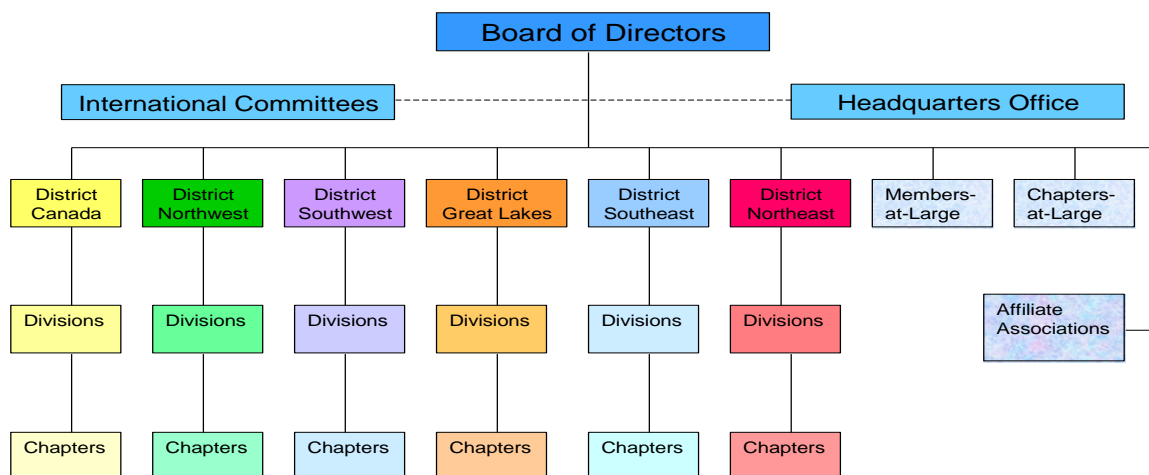 Board of Directors
International Committees
Headquarters Office
District
Canada
District
Northwest
District
Southwest
District
Great Lakes
District
Southeast
District
Northeast
Members-
at-Large
Chapters-
at-Large
Divisions
Divisions
Divisions
Divisions
Divisions
Divisions
Affiliate
Associations
Chapters
Chapters
Chapters
Chapters
Chapters
Chapters